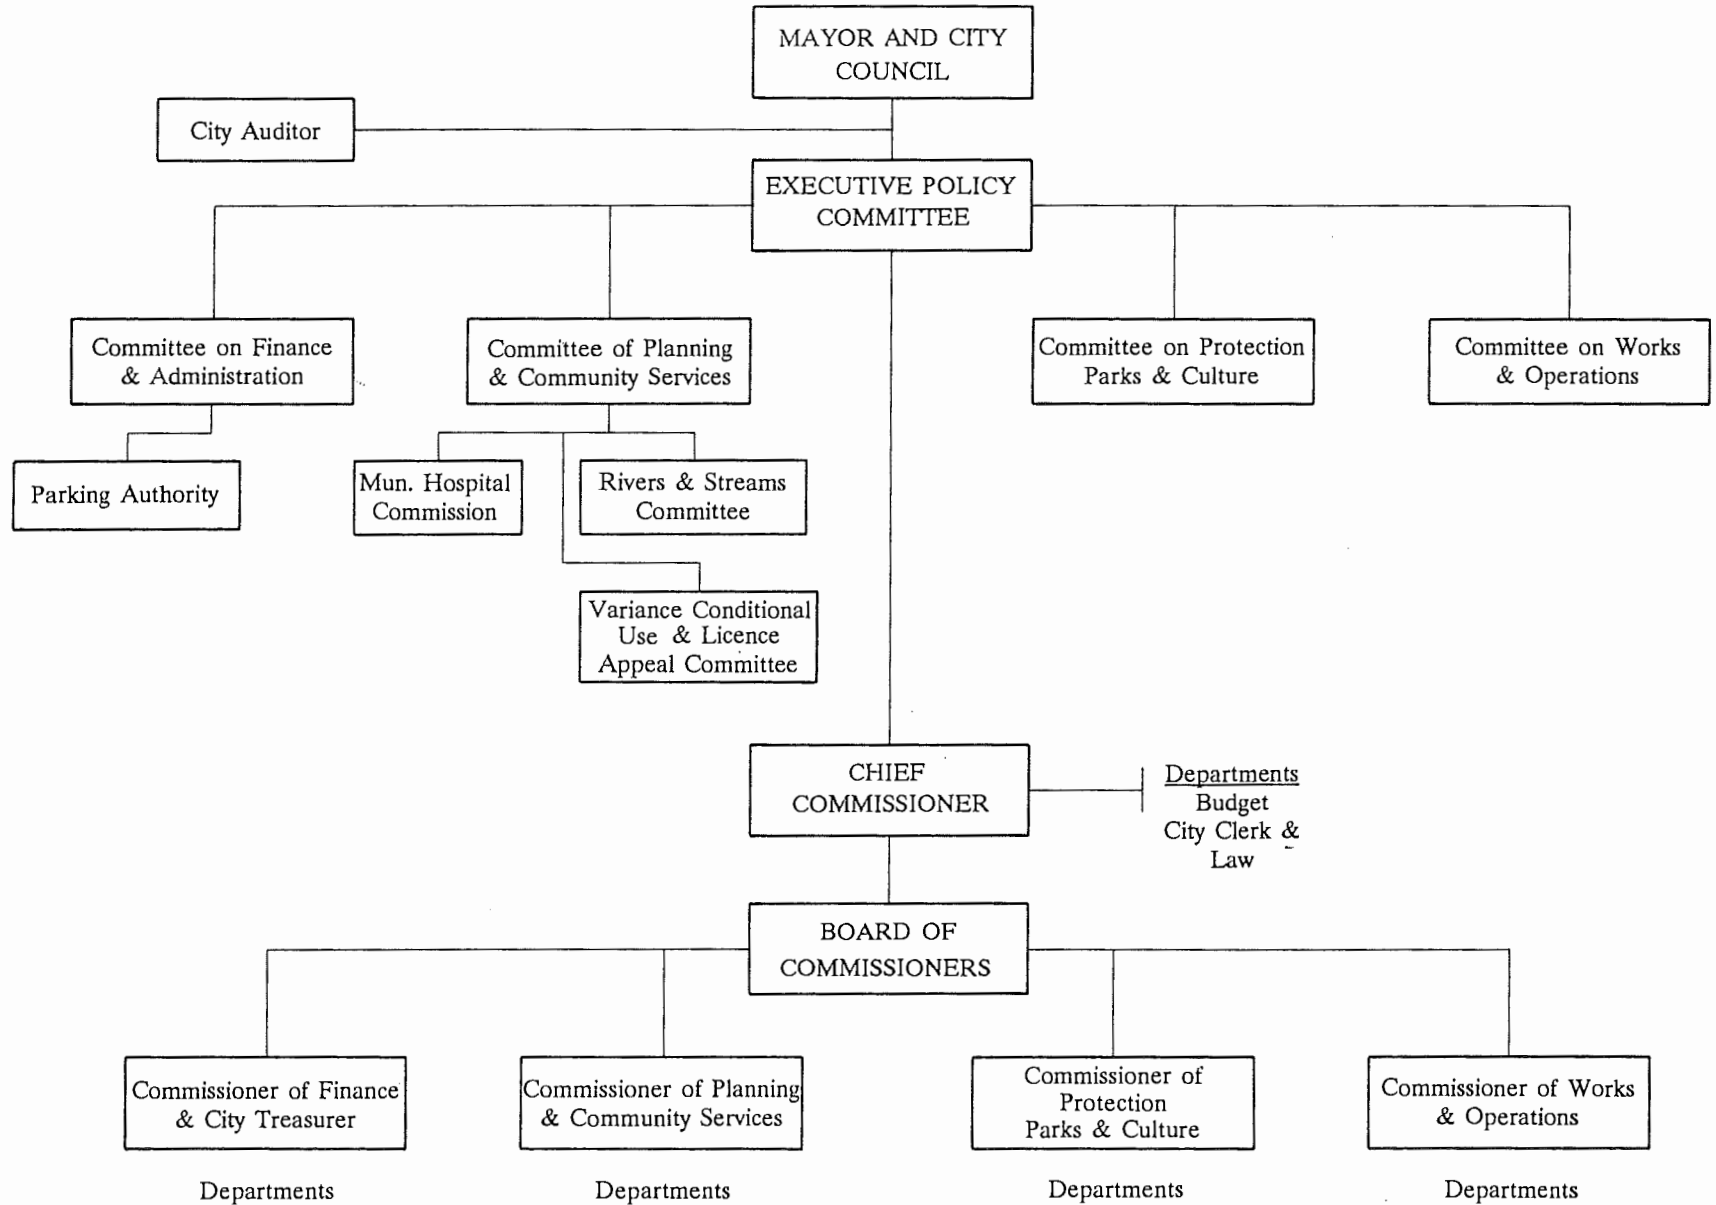 MAYOR AND CITY
COUNCIL
City Auditor
EXECUTIVE POLICY
COMMITTEE
Committee on Finance
& Administration
Committee of Planning
& Community Services
Committee on Protection
Parks & Culture
Committee on Works
& Operations
Parking Authority
Mun. Hospital
Commission
Rivers & Streams
Committee
Variance Conditional
Use & Licence
Appeal Committee
CHIEF
COMMISSIONER
Departments
Budget
City Clerk &
Law
BOARD OF
COMMISSIONERS
Commissioner of Finance
& City Treasurer
Commissioner of Planning
& Community Services
Commissioner of
Protection
Parks & Culture
Commissioner of Works
& Operations
Departments
Departments
Departments
Departments